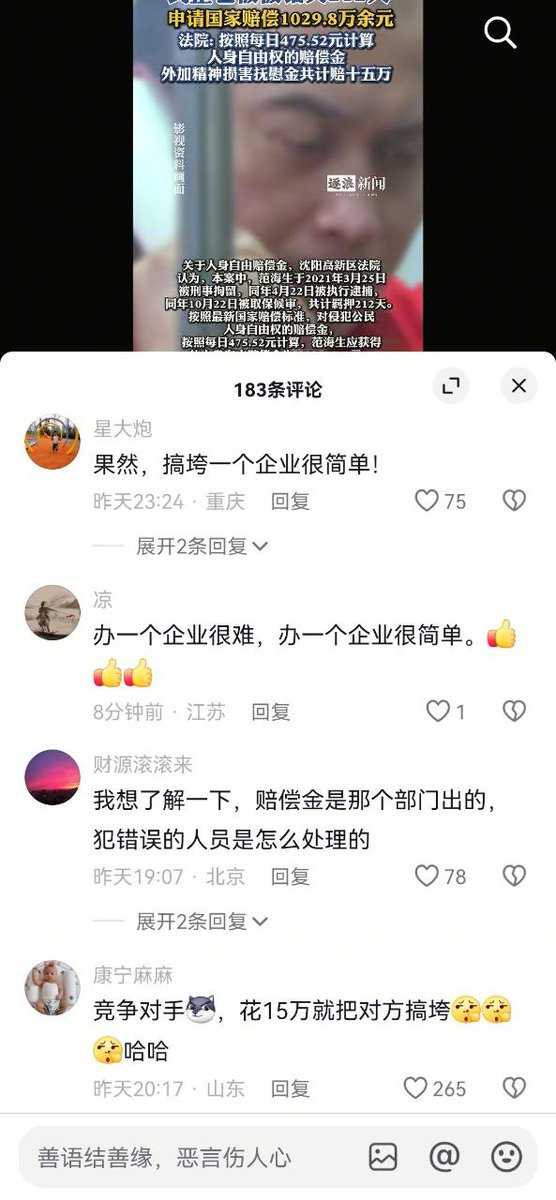 申请国家赔偿1029.8万余元
法院: 按照每日475.52元计算
人身自由权的赔偿金
外加精神损害抚慰金共计赔十五万
影视资料画面
逐浪新闻
关于人身自由赔偿金，沈阳高新区法院
认为，本案中，范海生于2021年3月25日
被刑事拘留，同年4月22日被执行逮捕，
同年10月22日被取保候审，共计羁押212天。
按照最新国家赔偿标准，对侵犯公民
人身自由权的赔偿金，
按照每日475.52元计算，范海生应获得
183条评论
星大炮
果然，搞垮一个企业很简单！
昨天23:24 · 重庆 回复
75
展开2条回复
凉
办一个企业很难，办一个企业很简单。👍
👍👍
8分钟前 · 江苏 回复
1
财源滚滚来
我想了解一下，赔偿金是那个部门出的，
犯错误的人员是怎么处理的
昨天19:07 · 北京 回复
78
展开2条回复
康宁麻麻
竞争对手，花15万就把对方搞垮
哈哈
昨天20:17 · 山东 回复
265
善语结善缘，恶言伤人心